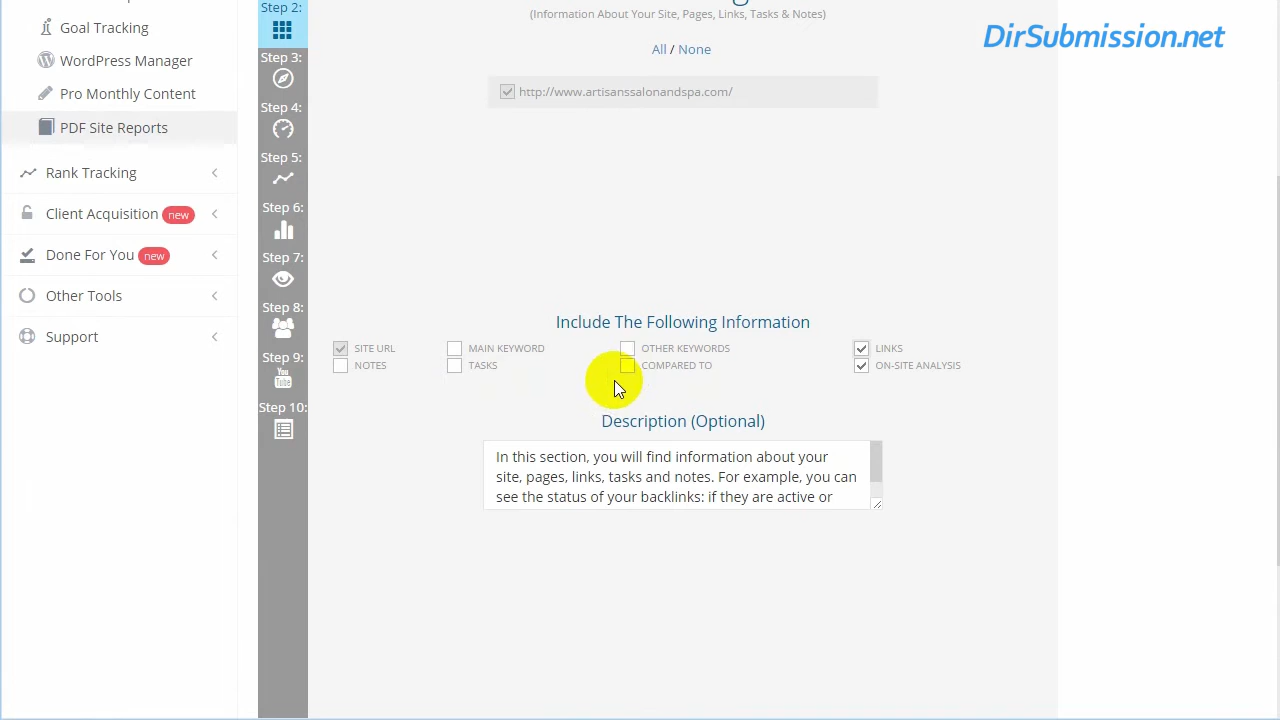 Goal Tracking
WordPress Manager
Pro Monthly Content
PDF Site Reports
Rank Tracking
Client Acquisition new
Done For You new
Other Tools
Support
Step 2:
Step 3:
Step 4:
Step 5:
Step 6:
Step 7:
Step 8:
Step 9:
You Tube
Step 10:
(Information About Your Site, Pages, Links, Tasks & Notes)
DirSubmission.net
All / None
http://www.artisanssalonandspa.com/
Include The Following Information
SITE URL MAIN KEYWORD OTHER KEYWORDS LINKS
NOTES TASKS COMPARED TO ON-SITE ANALYSIS
Description (Optional)
In this section, you will find information about your
site, pages, links, tasks and notes. For example, you can
see the status of your backlinks: if they are active or